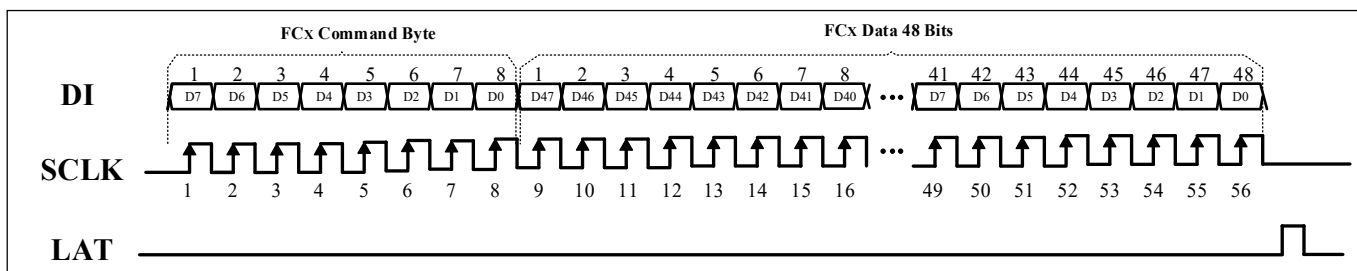 FCx Command Byte FCx Data 48 Bits
1 2 3 4 5 6 7 8 1 2 3 4 5 6 7 8 41 42 43 44 45 46 47 48
DI D7 D6 D5 D4 D3 D2 D1 D0 D47 D46 D45 D44 D43 D42 D41 D40 ••• D7 D6 D5 D4 D3 D2 D1 D0
SCLK •••
1 2 3 4 5 6 7 8 9 10 11 12 13 14 15 16 49 50 51 52 53 54 55 56
LAT